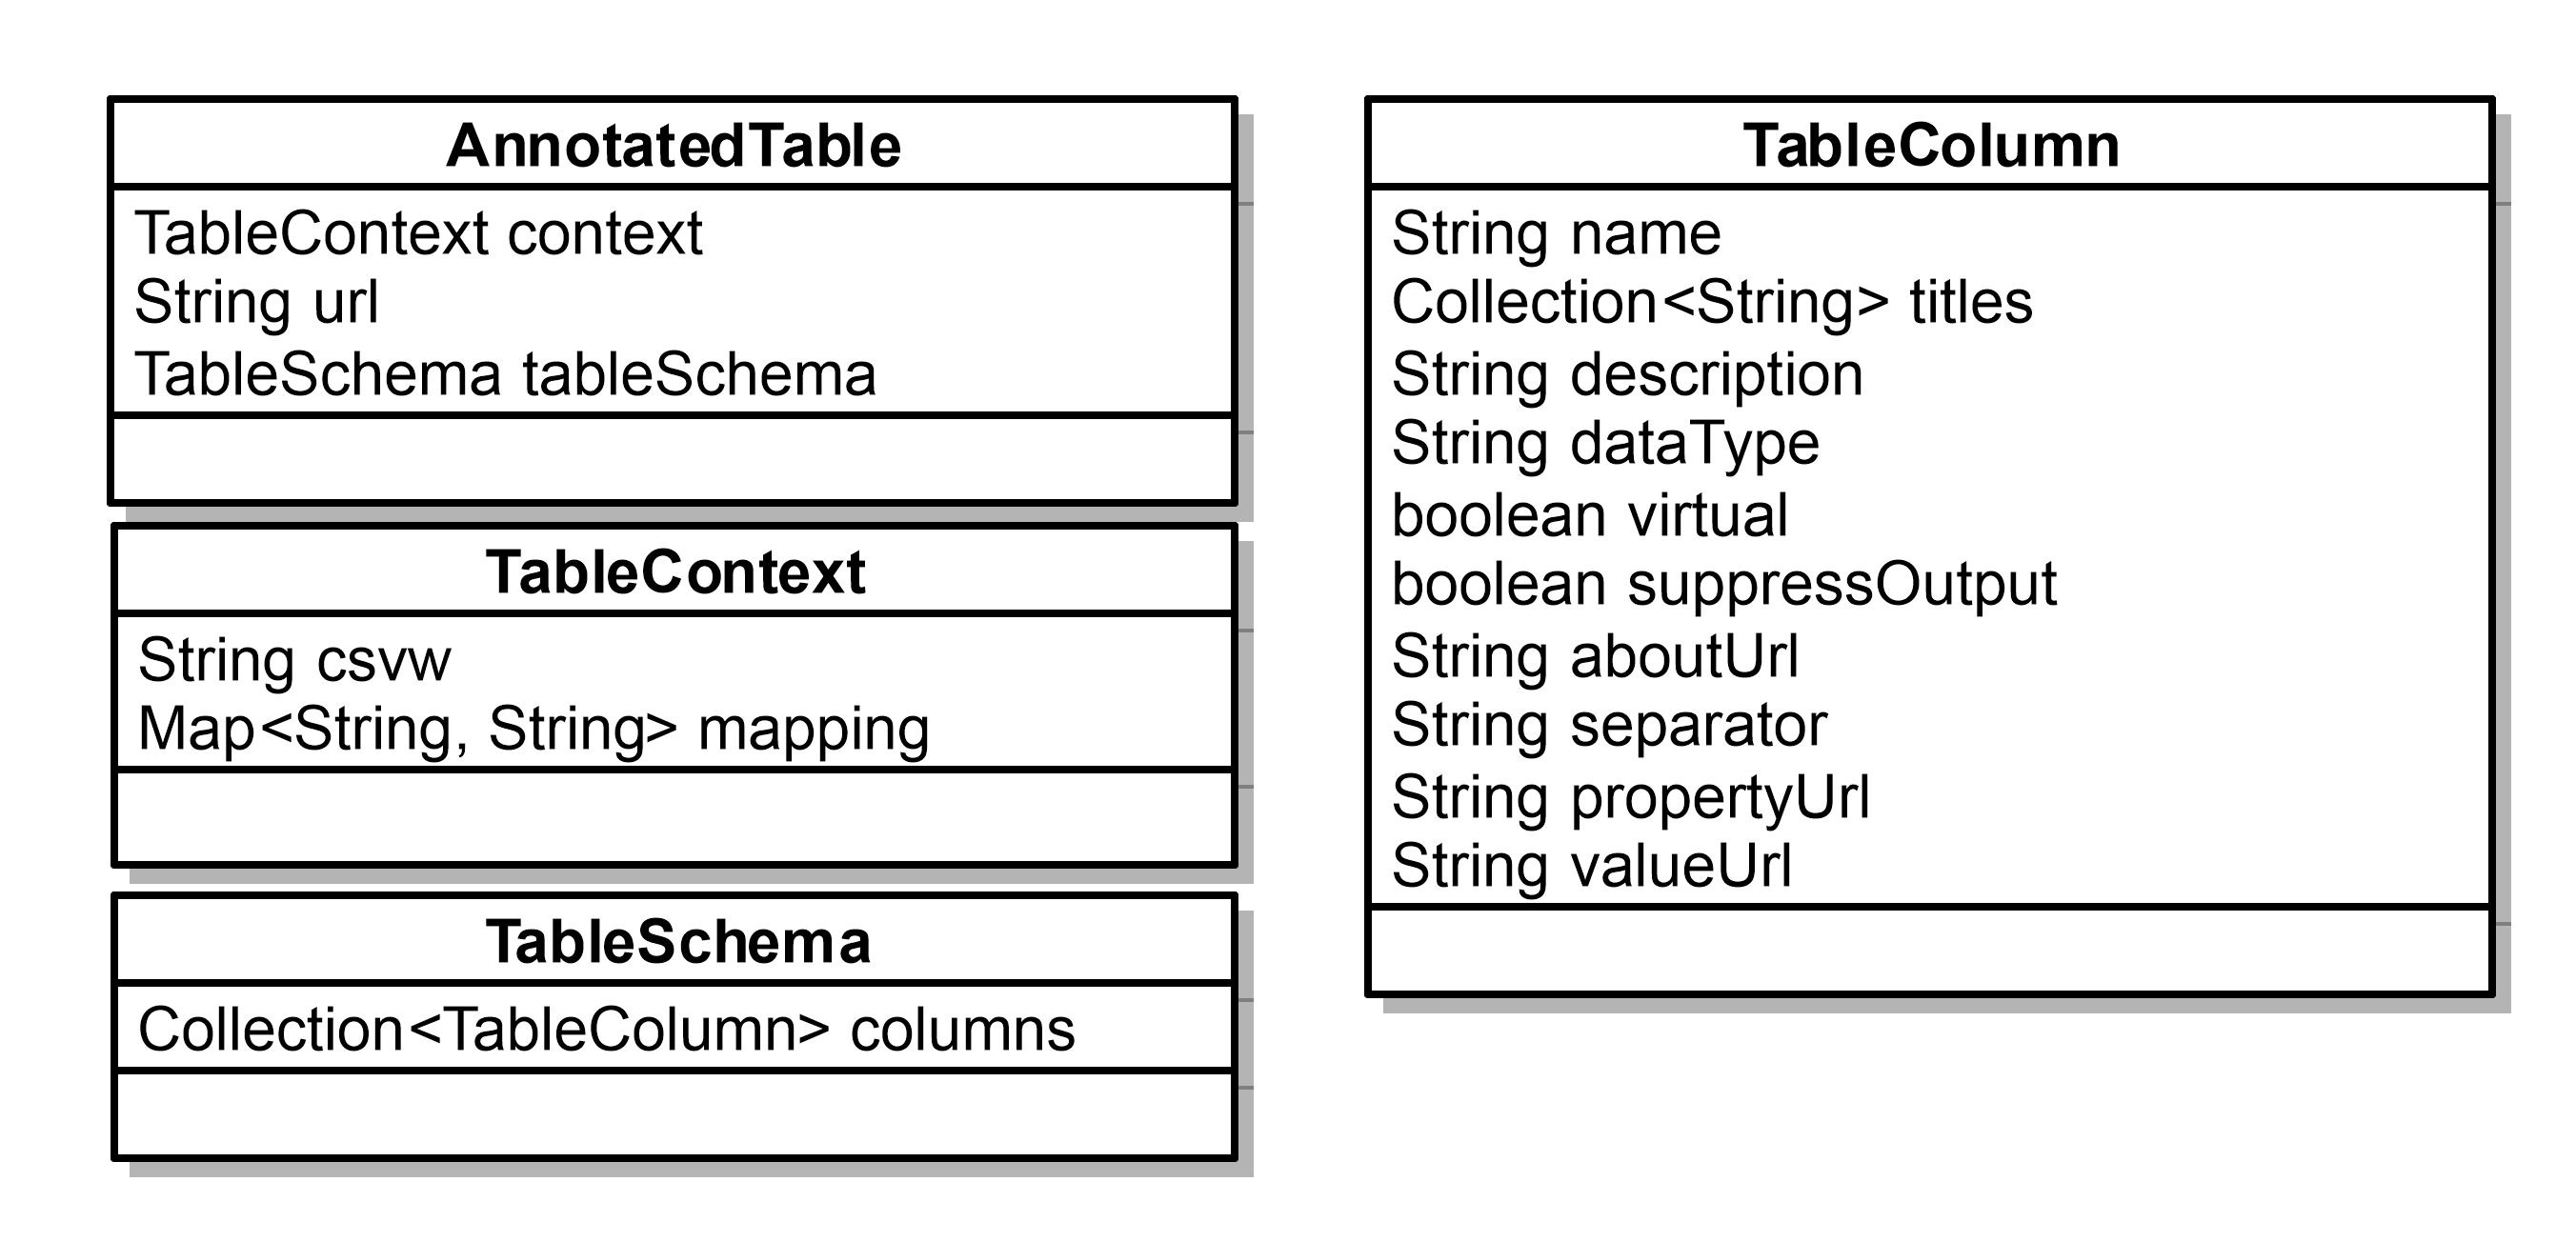 AnnotatedTable
TableContext context
String url
TableSchema tableSchema
TableContext
String csvw
Map<String, String> mapping
TableSchema
Collection<TableColumn> columns
TableColumn
String name
Collection<String> titles
String description
String dataType
boolean virtual
boolean suppressOutput
String aboutUrl
String separator
String propertyUrl
String valueUrl